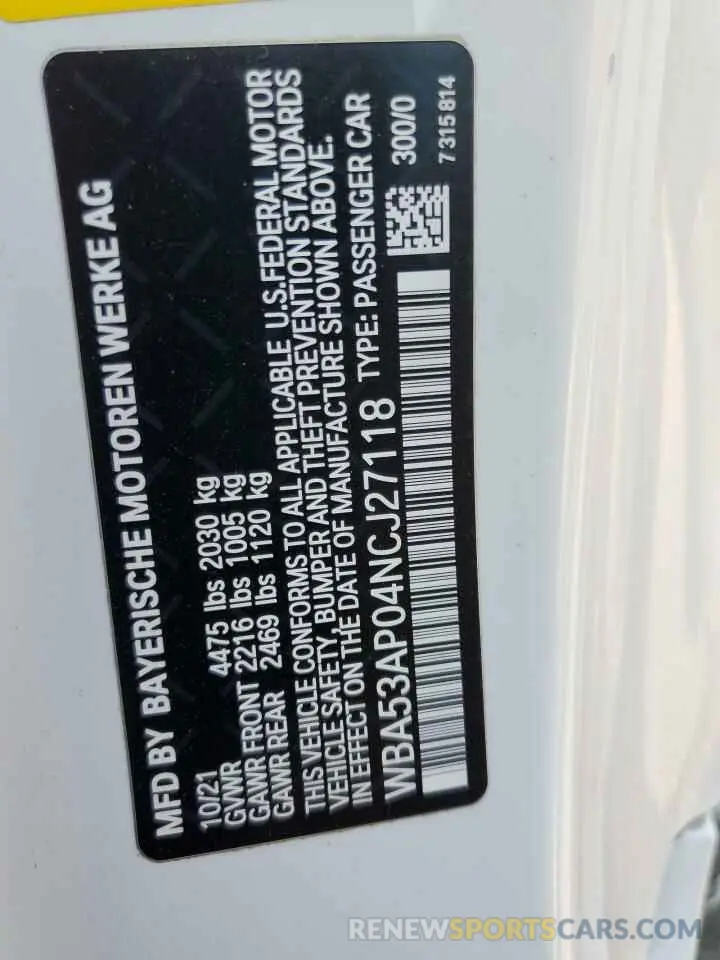 MFD BY BAYERISCHE MOTOREN WERKE AG
10/21
GVWR 4475 lbs 2030 kg
GAWR FRONT 2216 lbs 1005 kg
GAWR REAR 2469 lbs 1120 kg
THIS VEHICLE CONFORMS TO ALL APPLICABLE U.S.FEDERAL MOTOR
VEHICLE SAFETY, BUMPER AND THEFT PREVENTION STANDARDS
IN EFFECT ON THE DATE OF MANUFACTURE SHOWN ABOVE.
WBA53AP04NCJ27118 TYPE: PASSENGER CAR
300/0
7315814
RENEWSPORTSCARS.COM